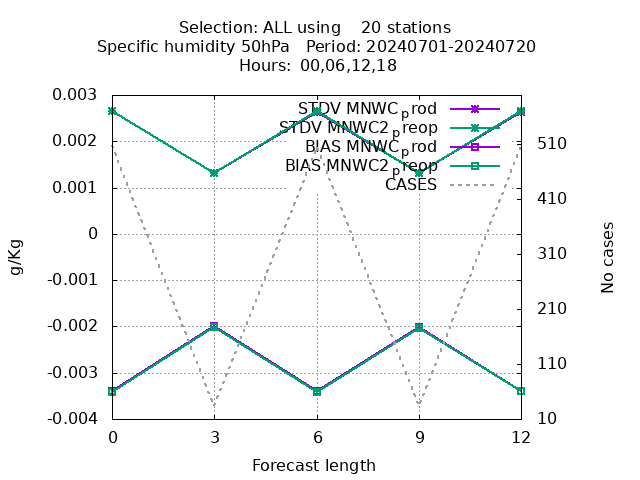 Selection: ALL using    20 stations
Specific humidity 50hPa   Period: 20240701-20240720
Hours:  00,06,12,18
STDV MNWC_prod
STDV MNWC2_preop
BIAS MNWC_prod
BIAS MNWC2_preop
CASES
0.003
0.002
0.001
0
-0.001
-0.002
-0.003
-0.004
g/Kg
510
410
310
210
110
10
No cases
0 3 6 9 12
Forecast length